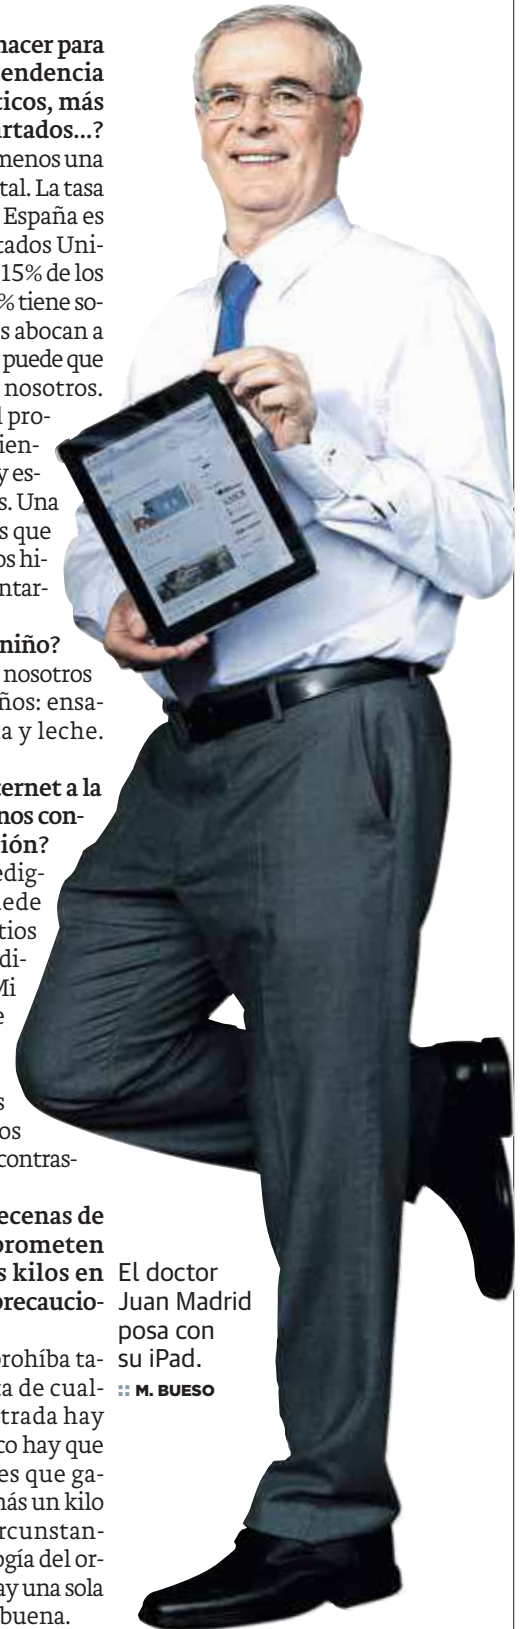 hacer para
endencia
ticos, más
artados...?
menos una
tal. La tasa
España es
tados Uni-
15% de los
% tiene so-
s abocan a
puede que
nosotros.
l pro-
ien-
y es-
s. Una
s que
os hi-
ntar-
niño?
nosotros
ños: ensa-
a y leche.
ternet a la
nos con-
ión?
edig-
ede
tios
di-
Mi
e
s
os
contras-
ecenas de
prometen
s kilos en
precaucio-
rohíba ta-
ta de cual-
trada hay
co hay que
es que ga-
más un kilo
rcunstan-
ogía del or-
ay una sola
buena.
El doctor
Juan Madrid
posa con
su iPad.
:: M. BUESO